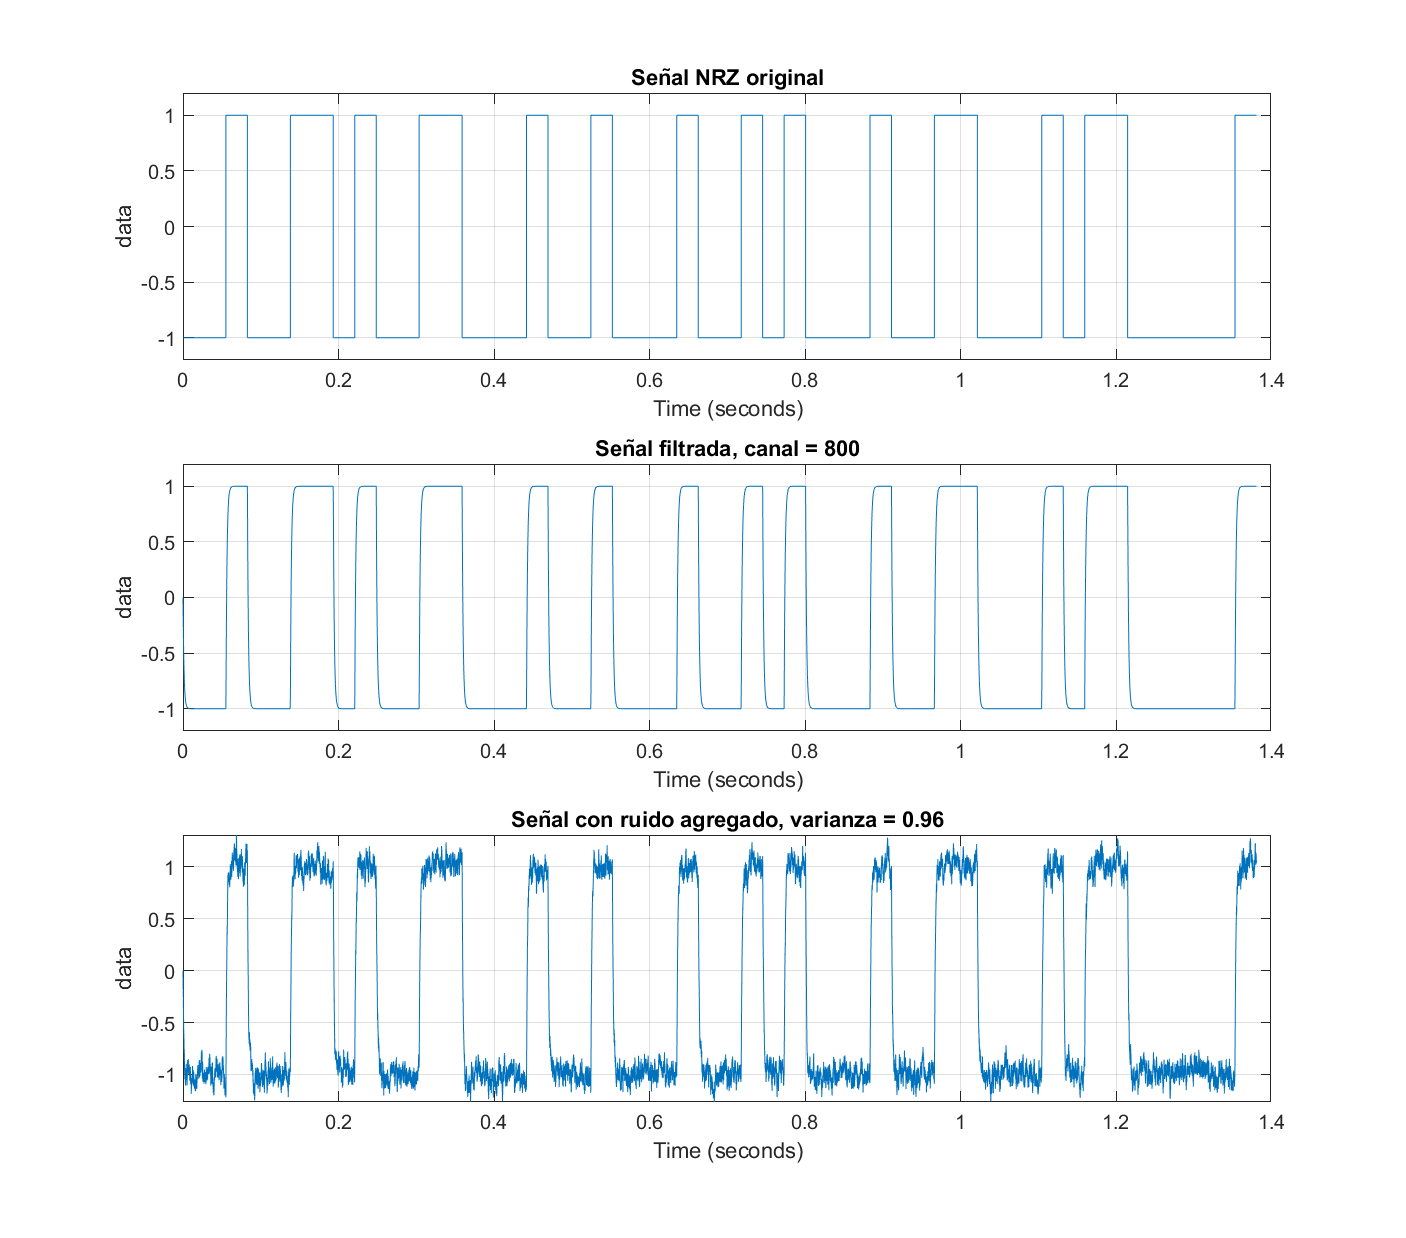 Señal NRZ original
1
0.5
0
-0.5
-1
data
0 0.2 0.4 0.6 0.8 1 1.2 1.4
Time (seconds)
Señal filtrada, canal = 800
1
0.5
0
-0.5
-1
data
0 0.2 0.4 0.6 0.8 1 1.2 1.4
Time (seconds)
Señal con ruido agregado, varianza = 0.96
1
0.5
0
-0.5
-1
data
0 0.2 0.4 0.6 0.8 1 1.2 1.4
Time (seconds)